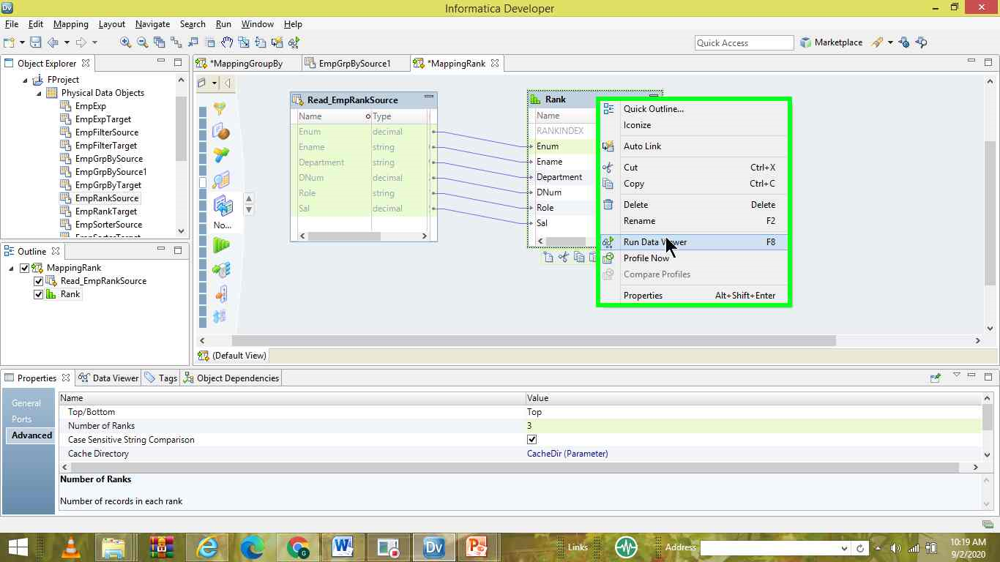 Dv
Informatica Developer
File Edit Mapping Layout Navigate Search Run Window Help
Quick Access
Marketplace
Object Explorer
FProject
Physical Data Objects
EmpExp
EmpExpTarget
EmpFilterSource
EmpFilterTarget
EmpGrpBySource
EmpGrpBySource1
EmpGrpByTarget
EmpRankSource
EmpRankTarget
EmpSorterSource
EmpSorterTarget
Outline
MappingRank
Read_EmpRankSource
Rank
*MappingGroupBy
EmpGrpBySource1
*MappingRank
No...
Read_EmpRankSource
Name Type
Enum decimal
Ename string
Department string
DNum decimal
Role string
Sal decimal
Rank
Name
RANKINDEX
Enum
Ename
Department
DNum
Role
Sal
Quick Outline...
Iconize
Auto Link
Cut Ctrl+X
Copy Ctrl+C
Delete Delete
Rename F2
Run Data Viewer F8
Profile Now
Compare Profiles
Properties Alt+Shift+Enter
(Default View)
Properties Data Viewer Tags Object Dependencies
General
Ports
Advanced
Name Value
Top/Bottom Top
Number of Ranks 3
Case Sensitive String Comparison
Cache Directory CacheDir (Parameter)
Number of Ranks
Number of records in each rank
Dv
Links
Address
10:19 AM
9/2/2020